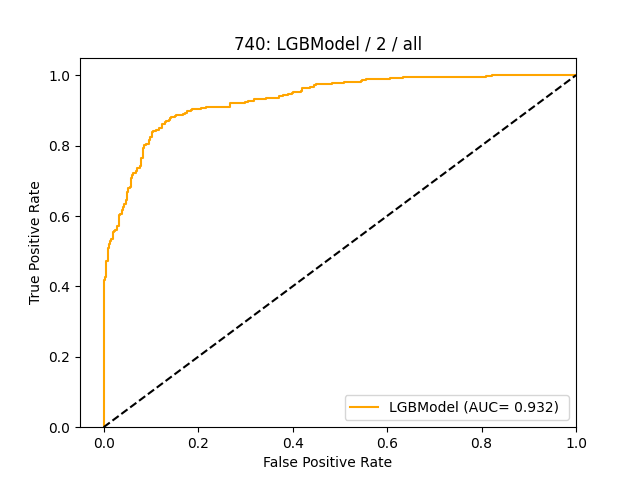 740: LGBModel / 2 / all
True Positive Rate
1.0
0.8
0.6
0.4
0.2
0.0
LGBModel (AUC= 0.932)
0.0 0.2 0.4 0.6 0.8 1.0
False Positive Rate